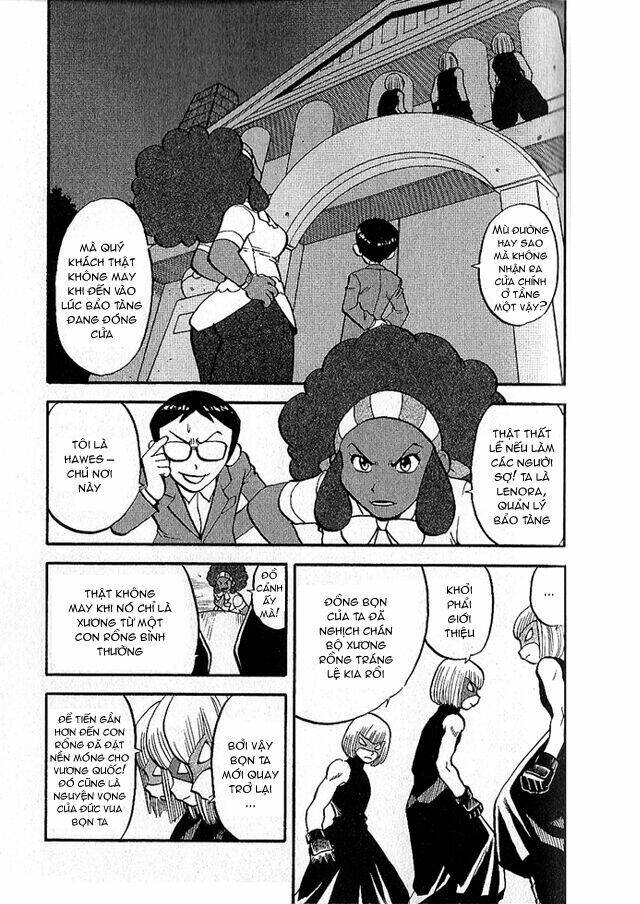 MÙ ĐƯỜNG
HAY SAO
MÀ KHÔNG
NHẬN RA
CỬA CHÍNH
Ở TẦNG
MỘT VẬY?
MÀ QUÝ
KHÁCH THẬT
KHÔNG MAY
KHI ĐẾN VÀO
LÚC BẢO TÀNG
ĐANG ĐÓNG
CỬA
THẬT THẤT
LỄ NẾU LÀM
CÁC NGƯỜI
SỢ! TA LÀ
LENORA,
QUẢN LÝ
BẢO TÀNG
TÔI LÀ
HAWES –
CHỦ NƠI
NÀY
...
KHỎI
PHẢI
GIỚI
THIỆU
ĐỒNG BỌN
CỦA TA ĐÃ
NGHỊCH CHÁN
BỘ XƯƠNG
RỒNG TRÁNG
LỆ KIA RỒI
ĐỒ
CÁNH
ẤY
MÀ!
THẬT KHÔNG
MAY KHI NÓ CHỈ LÀ
XƯƠNG TỪ MỘT
CON RỒNG BÌNH
THƯỜNG
BỞI VẬY
BỌN TA
MỚI QUAY
TRỞ LẠI
...
ĐỂ TIẾN GẦN
HƠN ĐẾN CON
RỒNG ĐÃ ĐẶT
NỀN MÓNG CHO
VƯƠNG QUỐC!
ĐÓ CŨNG LÀ
NGUYỆN VỌNG
CỦA ĐỨC VUA
BỌN TA